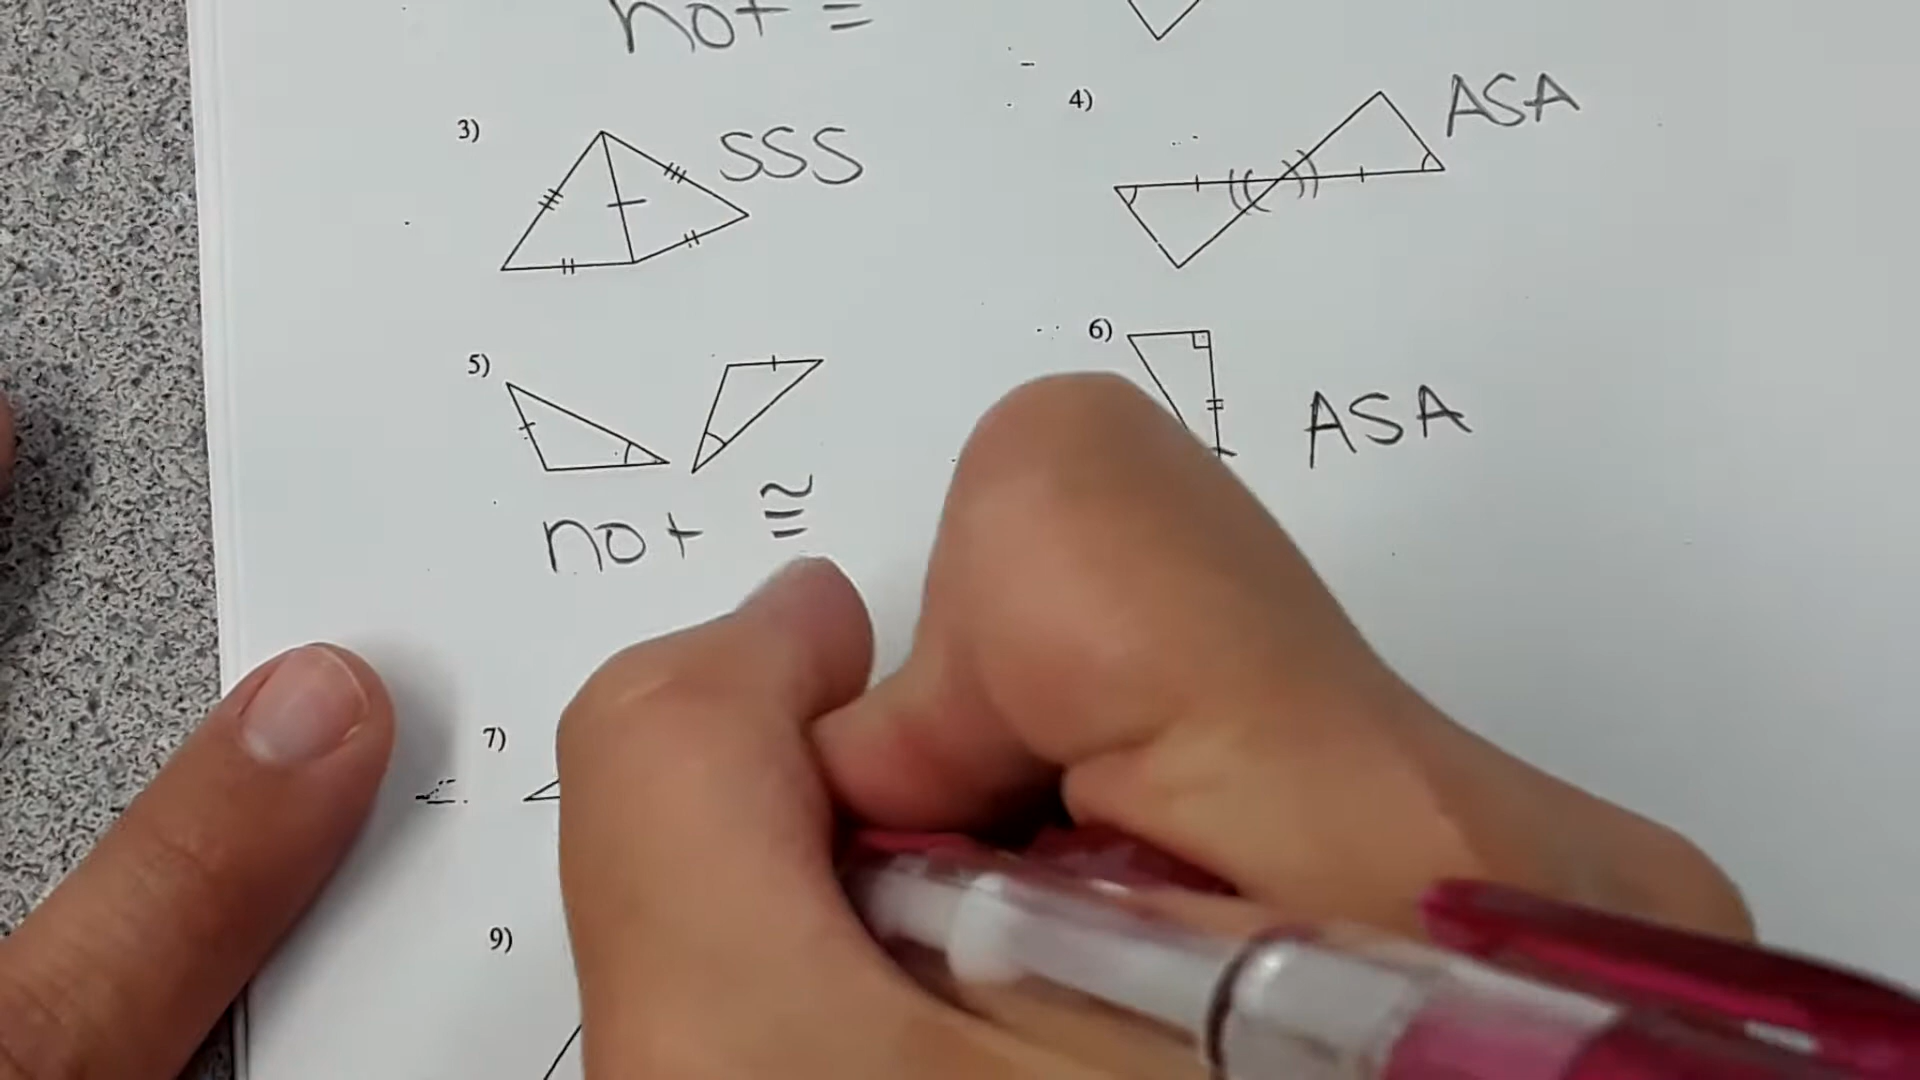 not =
3) SSS
4) ASA
5)
not ≅
6) ASA
7)
9)